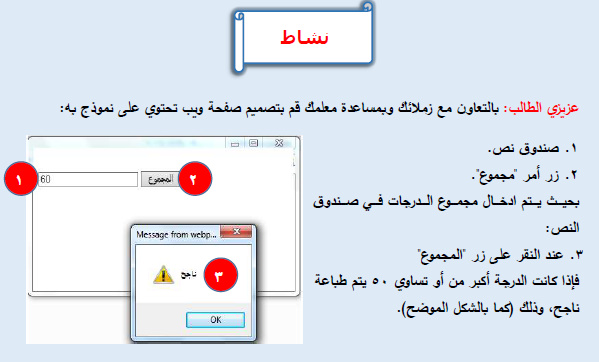 نشاط
عزيزي الطالب: بالتعاون مع زملائك وبمساعدة معلمك قم بتصميم صفحة ويب تحتوي على نموذج به:
١. صندوق نص.
٢. زر أمر "مجموع".
بحيث يتم ادخال مجموع الدرجات في صندوق
النص:
٣. عند النقر على زر "المجموع"
فإذا كانت الدرجة أكبر من أو تساوي ٥٠ يتم طباعة
ناجح، وذلك (كما بالشكل الموضح).
١
60
المجموع
٢
Message from webp...
ناجح
٣
OK